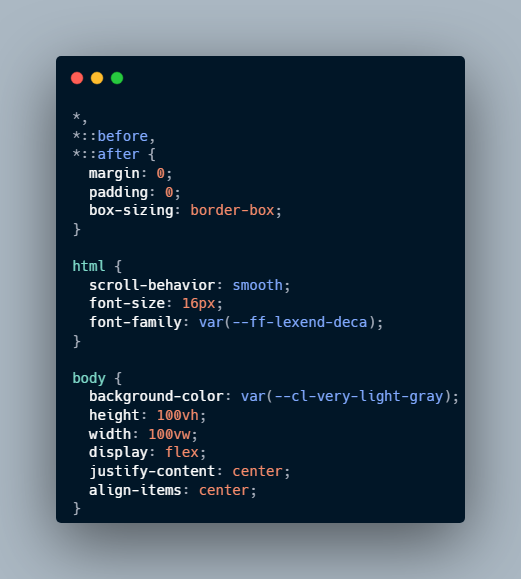 *,
*::before,
*::after {
  margin: 0;
  padding: 0;
  box-sizing: border-box;
}

html {
  scroll-behavior: smooth;
  font-size: 16px;
  font-family: var(--ff-lexend-deca);
}

body {
  background-color: var(--cl-very-light-gray);
  height: 100vh;
  width: 100vw;
  display: flex;
  justify-content: center;
  align-items: center;
}